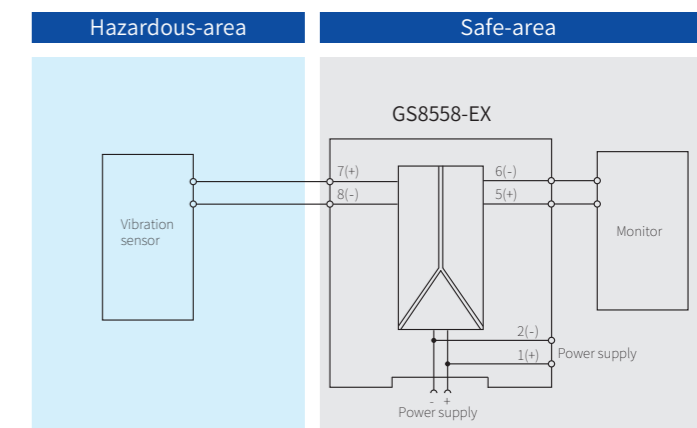 Hazardous-area
Safe-area
GS8558-EX
7(+)
6(-)
8(-)
5(+)
Vibration
sensor
Monitor
2(-)
1(+)
Power supply
- +
Power supply